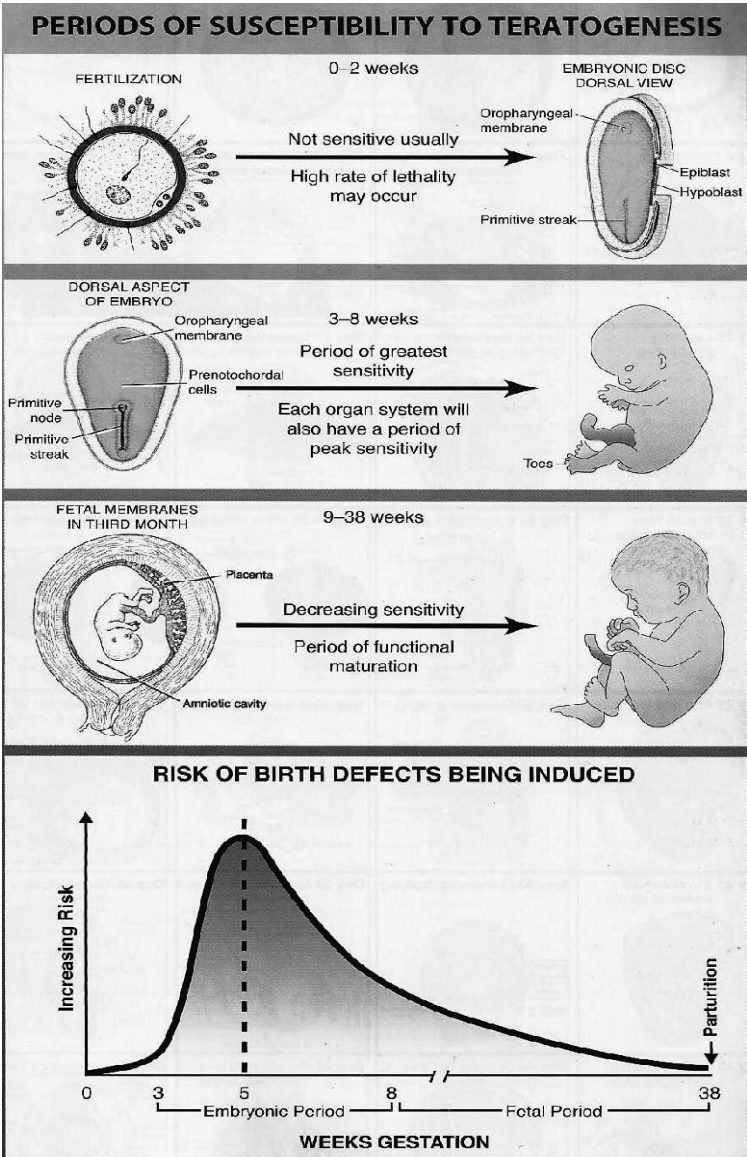 PERIODS OF SUSCEPTIBILITY TO TERATOGENESIS
FERTILIZATION
0–2 weeks
Not sensitive usually
High rate of lethality
may occur
EMBRYONIC DISC
DORSAL VIEW
Oropharyngeal
membrane
Epiblast
Hypoblast
Primitive streak
DORSAL ASPECT
OF EMBRYO
Oropharyngeal
membrane
Prenotochordal
cells
Primitive
node
Primitive
streak
3–8 weeks
Period of greatest
sensitivity
Each organ system will
also have a period of
peak sensitivity
Toes
FETAL MEMBRANES
IN THIRD MONTH
Placenta
Amniotic cavity
9–38 weeks
Decreasing sensitivity
Period of functional
maturation
RISK OF BIRTH DEFECTS BEING INDUCED
Increasing Risk
Parturition
0 3 5 8 38
Embryonic Period Fetal Period
WEEKS GESTATION